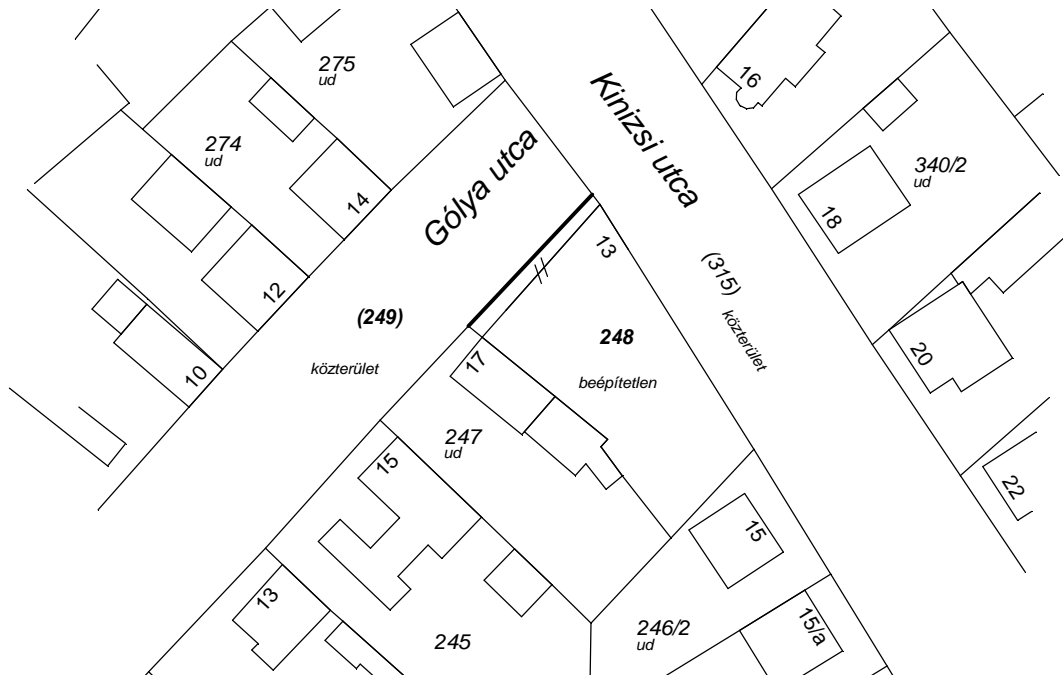 275
ud
274
ud
14
12
10
Gólya utca
Kinizsi utca
16
18
340/2
ud
20
22
(249)
közterület
(315)
közterület
13
248
beépítetlen
17
247
ud
15
13
245
15
246/2
ud
15/a